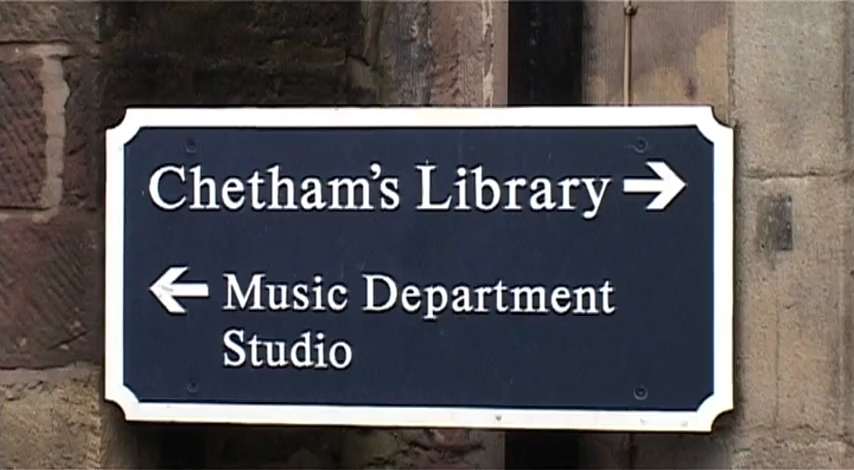 Chetham's Library →
← Music Department
Studio